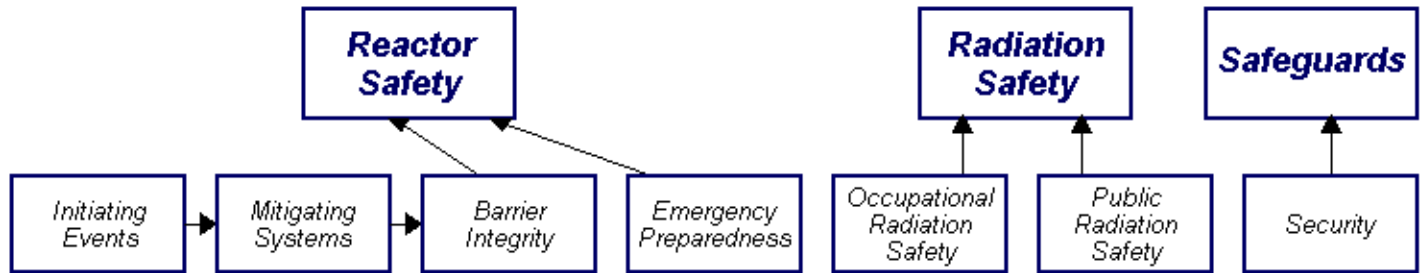 Reactor
Safety
Radiation
Safety
Safeguards
Initiating
Events
Mitigating
Systems
Barrier
Integrity
Emergency
Preparedness
Occupational
Radiation
Safety
Public
Radiation
Safety
Security